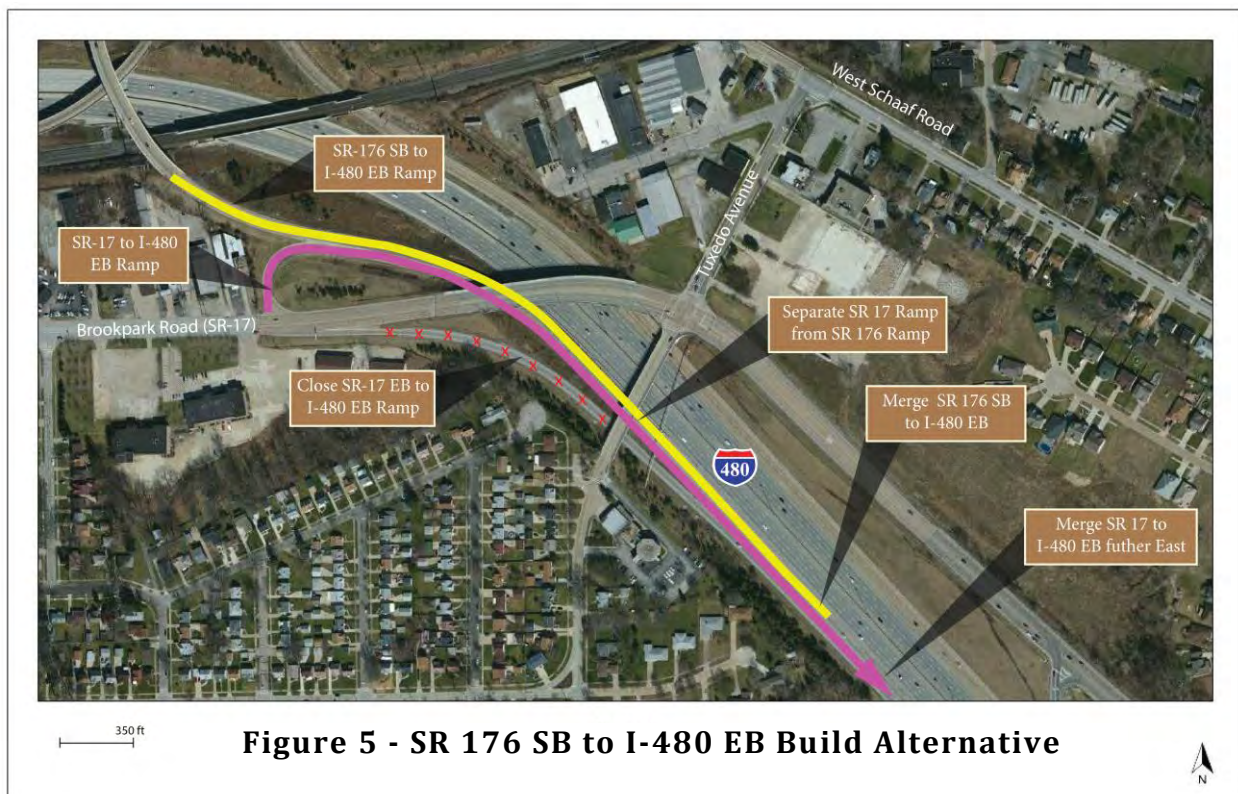 West Schaaf Road
SR-176 SB to
I-480 EB Ramp
Tuxedo Avenue
SR-17 to I-480
EB Ramp
Brookpark Road (SR-17)
Separate SR 17 Ramp
from SR 176 Ramp
Close SR-17 EB to
I-480 EB Ramp
Merge SR 176 SB
to I-480 EB
480
Merge SR 17 to
I-480 EB futher East
350 ft
Figure 5 - SR 176 SB to I-480 EB Build Alternative
N